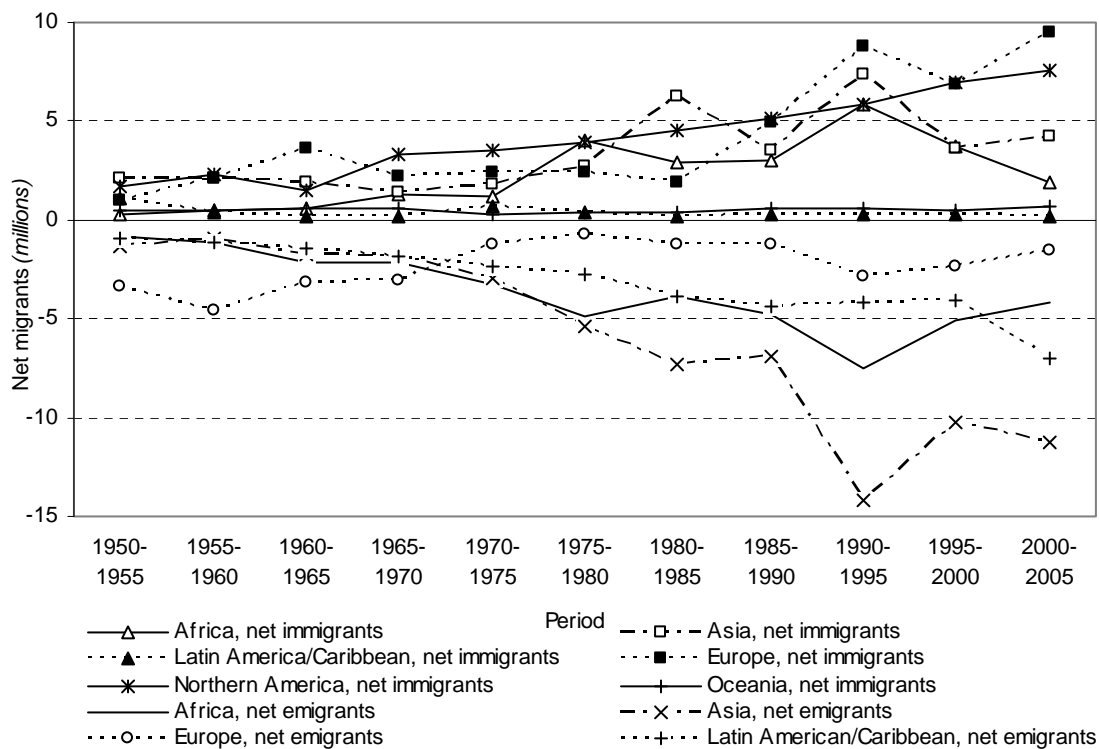 10
5
0
-5
-10
-15
Net migrants (millions)
1950-
1955
1955-
1960
1960-
1965
1965-
1970
1970-
1975
1975-
1980
1980-
1985
1985-
1990
1990-
1995
1995-
2000
2000-
2005
Period
Africa, net immigrants
Asia, net immigrants
Latin America/Caribbean, net immigrants
Europe, net immigrants
Northern America, net immigrants
Oceania, net immigrants
Africa, net emigrants
Asia, net emigrants
Europe, net emigrants
Latin American/Caribbean, net emigrants